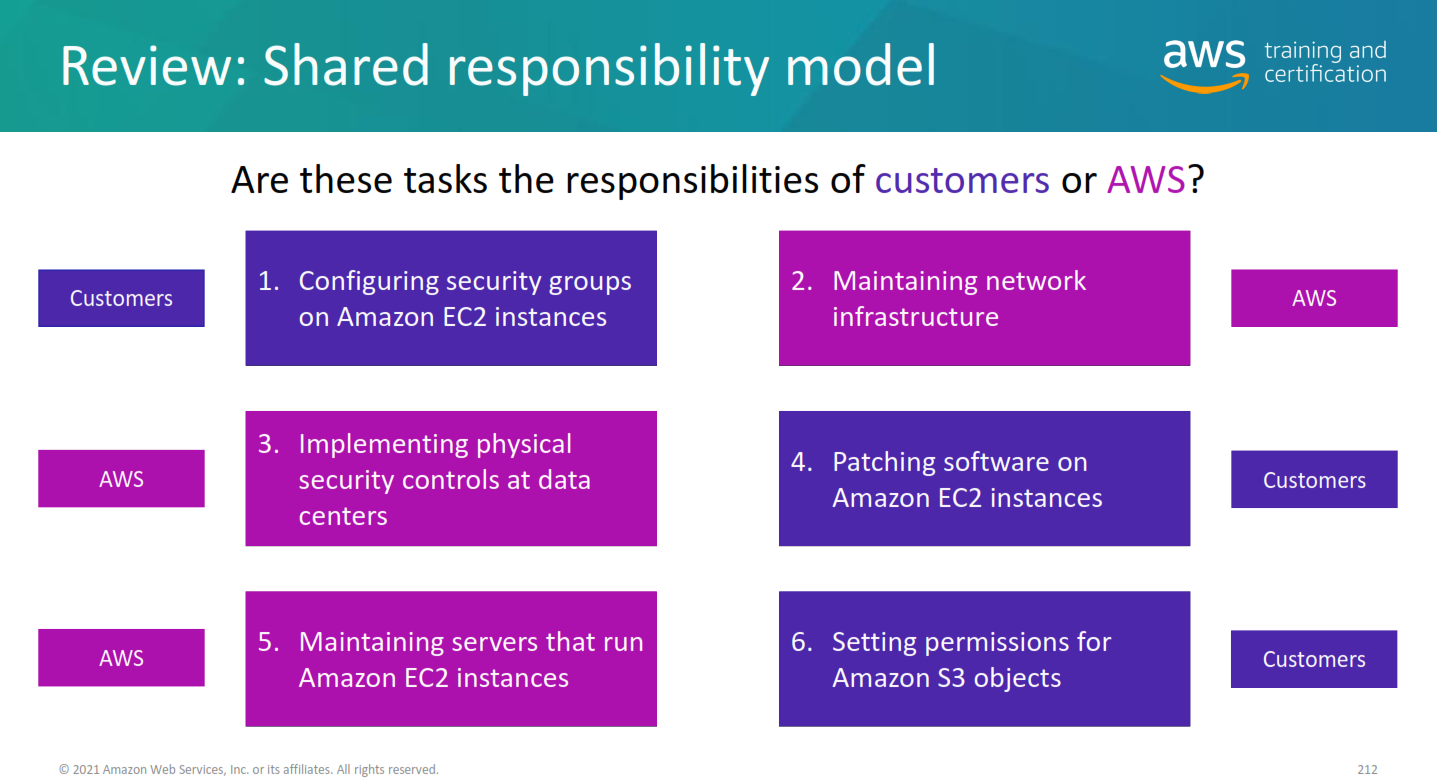 Review: Shared responsibility model
aws training and
certification
Are these tasks the responsibilities of customers or AWS?
Customers
1. Configuring security groups
on Amazon EC2 instances
2. Maintaining network
infrastructure
AWS
AWS
3. Implementing physical
security controls at data
centers
4. Patching software on
Amazon EC2 instances
Customers
AWS
5. Maintaining servers that run
Amazon EC2 instances
6. Setting permissions for
Amazon S3 objects
Customers
© 2021 Amazon Web Services, Inc. or its affiliates. All rights reserved.
212